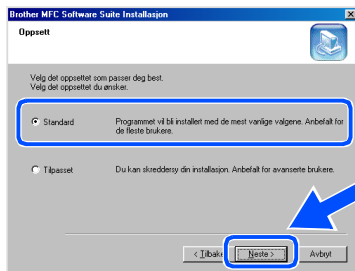 Brother MFC Software Suite Installasjon
Oppsett
Velg det oppsettet som passer deg best.
Velg det oppsettet du ønsker.
Standard
Programmet vil bli installert med de mest vanlige valgene. Anbefalt for
de fleste brukere.
Tilpasset
Du kan skreddersy din installasjon. Anbefalt for avanserte brukere.
< Tilbake
Neste >
Avbryt